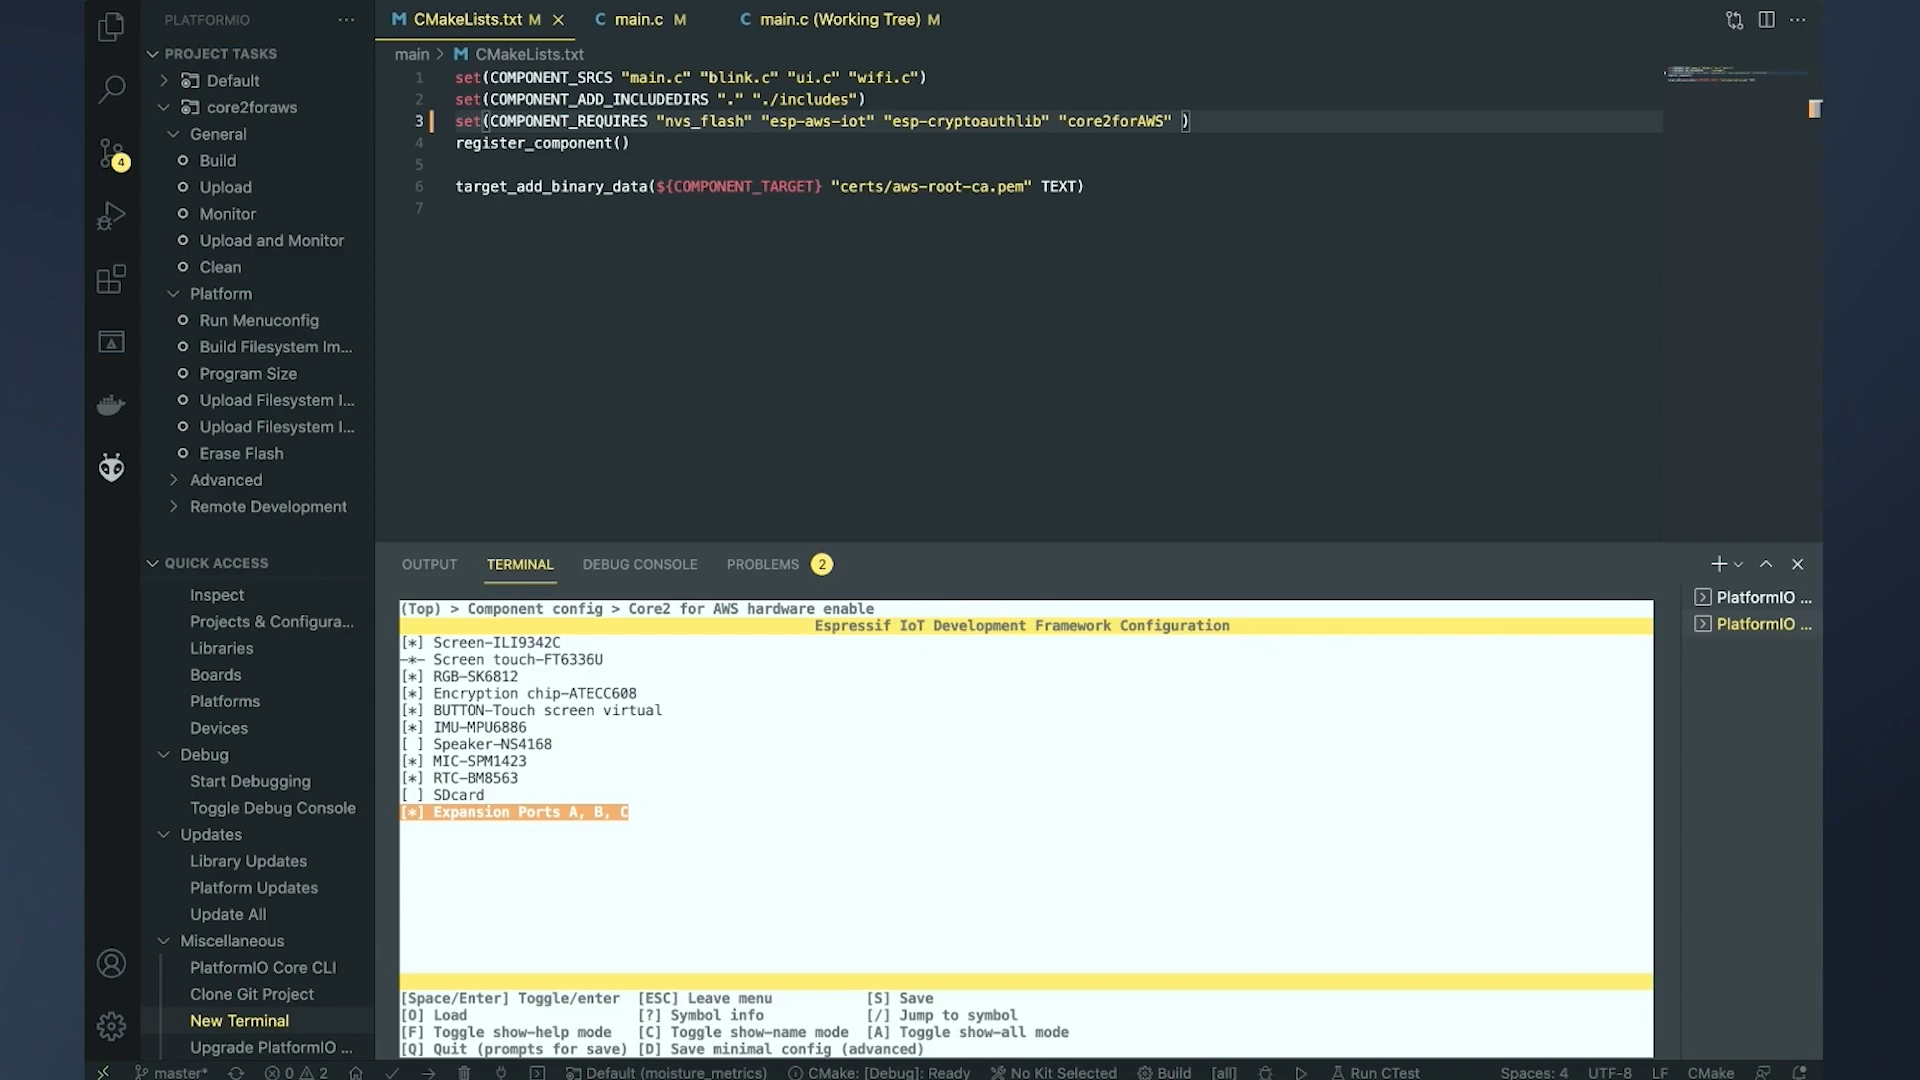 PLATFORMIO
PROJECT TASKS
Default
core2foraws
General
Build
Upload
Monitor
Upload and Monitor
Clean
Platform
Run Menuconfig
Build Filesystem Im...
Program Size
Upload Filesystem I...
Upload Filesystem I...
Erase Flash
Advanced
Remote Development
QUICK ACCESS
Inspect
Projects & Configura...
Libraries
Boards
Platforms
Devices
Debug
Start Debugging
Toggle Debug Console
Updates
Library Updates
Platform Updates
Update All
Miscellaneous
PlatformIO Core CLI
Clone Git Project
New Terminal
Upgrade PlatformIO ...
4
M CMakeLists.txt M
C main.c M
C main.c (Working Tree) M
main > M CMakeLists.txt
1 set(COMPONENT_SRCS "main.c" "blink.c" "ui.c" "wifi.c")
2 set(COMPONENT_ADD_INCLUDEDIRS "." "./includes")
3 set(COMPONENT_REQUIRES "nvs_flash" "esp-aws-iot" "esp-cryptoauthlib" "core2forAWS" )
4 register_component()
5
6 target_add_binary_data(${COMPONENT_TARGET} "certs/aws-root-ca.pem" TEXT)
7
OUTPUT TERMINAL DEBUG CONSOLE PROBLEMS 2
(Top) > Component config > Core2 for AWS hardware enable
Espressif IoT Development Framework Configuration
[*] Screen-ILI9342C
-*- Screen touch-FT6336U
[*] RGB-SK6812
[*] Encryption chip-ATECC608
[*] BUTTON-Touch screen virtual
[*] IMU-MPU6886
[ ] Speaker-NS4168
[*] MIC-SPM1423
[*] RTC-BM8563
[ ] SDcard
[*] Expansion Ports A, B, C
[Space/Enter] Toggle/enter [ESC] Leave menu [S] Save
[O] Load [?] Symbol info [/] Jump to symbol
[F] Toggle show-help mode [C] Toggle show-name mode [A] Toggle show-all mode
[Q] Quit (prompts for save) [D] Save minimal config (advanced)
PlatformIO ...
PlatformIO ...
master* 0 2 Default (moisture_metrics) CMake: [Debug]: Ready No Kit Selected Build [all] Run CTest Spaces: 4 UTF-8 LF CMake